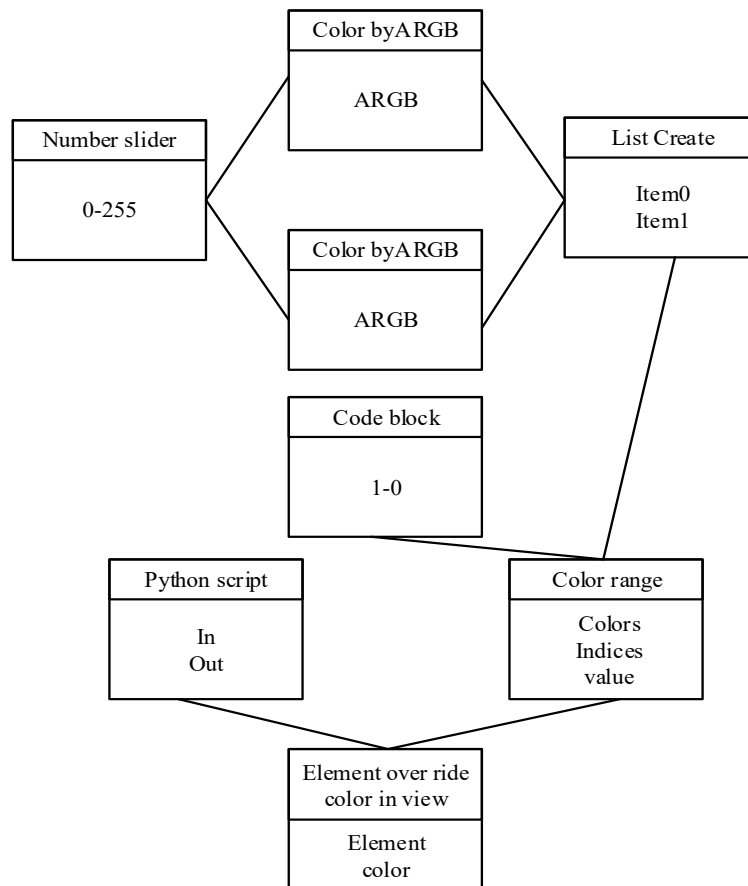 Color byARGB
ARGB
Number slider
0-255
List Create
Item0
Item1
Color byARGB
ARGB
Code block
1-0
Python script
In
Out
Color range
Colors
Indices
value
Element over ride
color in view
Element
color